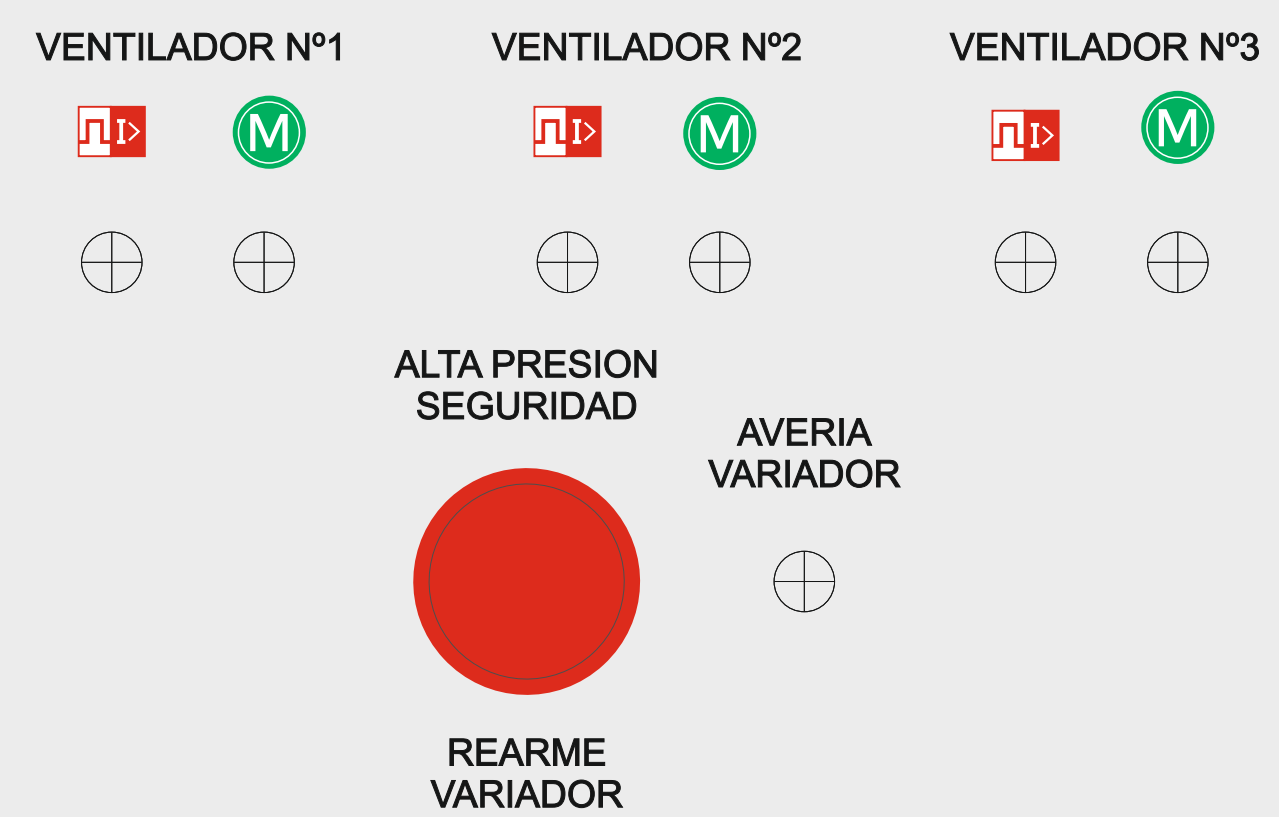 VENTILADOR Nº1
VENTILADOR Nº2
VENTILADOR Nº3
I>
M
I>
M
I>
M
ALTA PRESION
SEGURIDAD
AVERIA
VARIADOR
REARME
VARIADOR